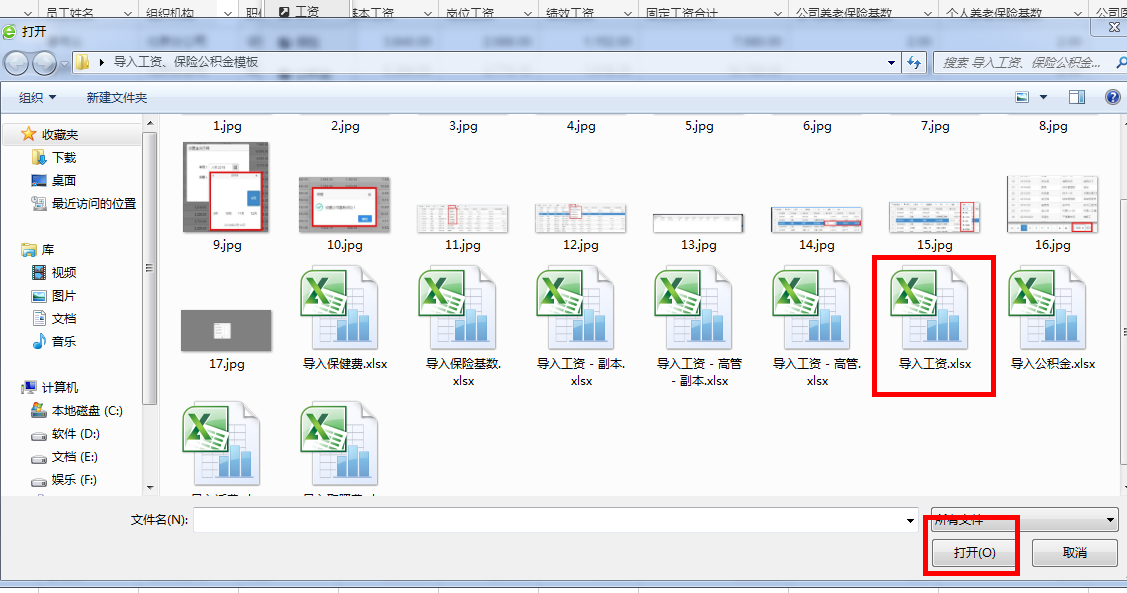 员工姓名 组织机构 工资 基本工资 岗位工资 绩效工资 固定工资合计 公司养老保险基数 个人养老保险基数
打开
导入工资、保险公积金模板 搜索 导入工资、保险公积金...
组织 新建文件夹
收藏夹
下载
桌面
最近访问的位置
库
视频
图片
文档
音乐
计算机
本地磁盘 (C:)
软件 (D:)
文档 (E:)
娱乐 (F:)
1.jpg 2.jpg 3.jpg 4.jpg 5.jpg 6.jpg 7.jpg 8.jpg
9.jpg 10.jpg 11.jpg 12.jpg 13.jpg 14.jpg 15.jpg 16.jpg
17.jpg 导入保健费.xlsx 导入保险基数.xlsx 导入工资 - 副本.xlsx 导入工资 - 高管 - 副本.xlsx 导入工资 - 高管.xlsx 导入工资.xlsx 导入公积金.xlsx
文件名(N): 所有文件
打开(O) 取消